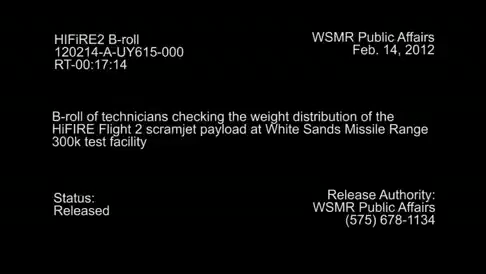 HIFiRE2 B-roll
120214-A-UY615-000
RT-00:17:14
WSMR Public Affairs
Feb. 14, 2012
B-roll of technicians checking the weight distribution of the
HiFIRE Flight 2 scramjet payload at White Sands Missile Range
300k test facility
Status:
Released
Release Authority:
WSMR Public Affairs
(575) 678-1134